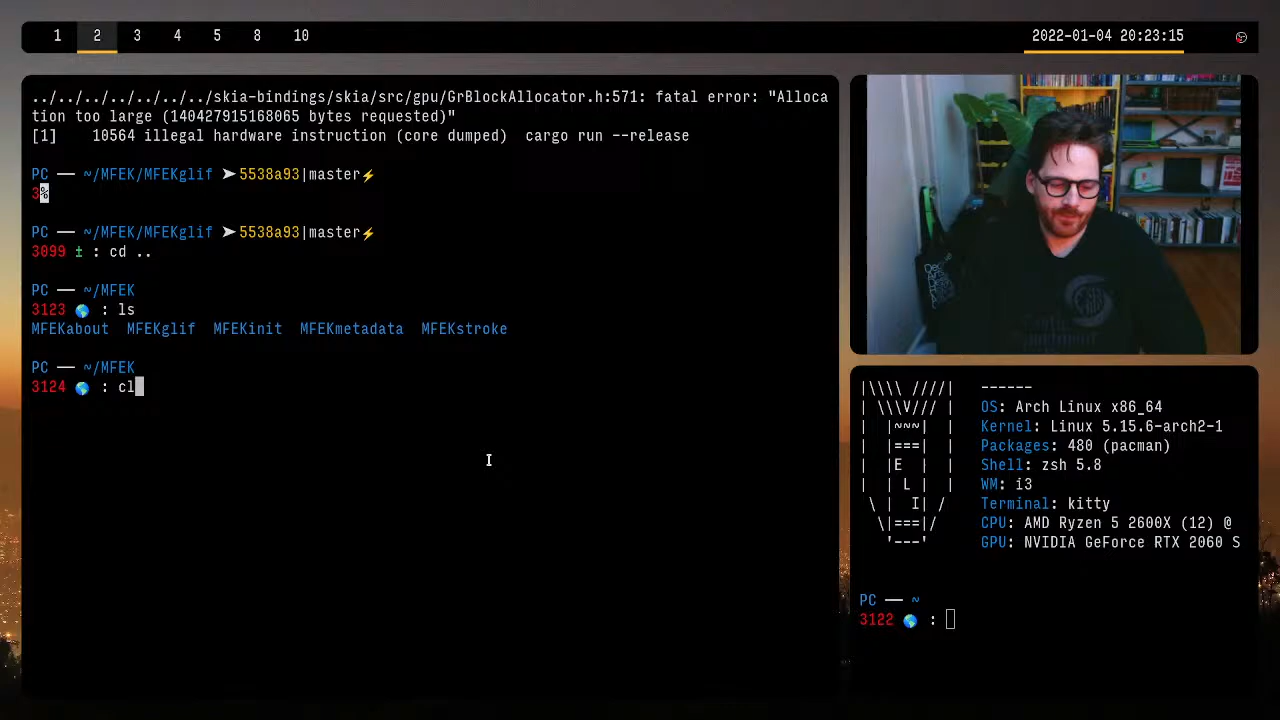 1 2 3 4 5 8 10 2022-01-04 20:23:15
../../../../../../../skia-bindings/skia/src/gpu/GrBlockAllocator.h:571: fatal error: "Alloca
tion too large (140427915168065 bytes requested)"
[1]    10564 illegal hardware instruction (core dumped)  cargo run --release
PC — ~/MFEK/MFEKglif ➤ 5538a93|master⚡
3%
PC — ~/MFEK/MFEKglif ➤ 5538a93|master⚡
3099 ± : cd ..
PC — ~/MFEK
3123 🌎 : ls
MFEKabout  MFEKglif  MFEKinit  MFEKmetadata  MFEKstroke
PC — ~/MFEK
3124 🌎 : cl
|\\\\ ////| ------
| \\\V/// | OS: Arch Linux x86_64
|  |~~~|  | Kernel: Linux 5.15.6-arch2-1
|  |===|  | Packages: 480 (pacman)
|  |E  |  | Shell: zsh 5.8
|  | L |  | WM: i3
\ |  I| / Terminal: kitty
\|===|/ CPU: AMD Ryzen 5 2600X (12) @
'---' GPU: NVIDIA GeForce RTX 2060 S
PC — ~
3122 🌎 :